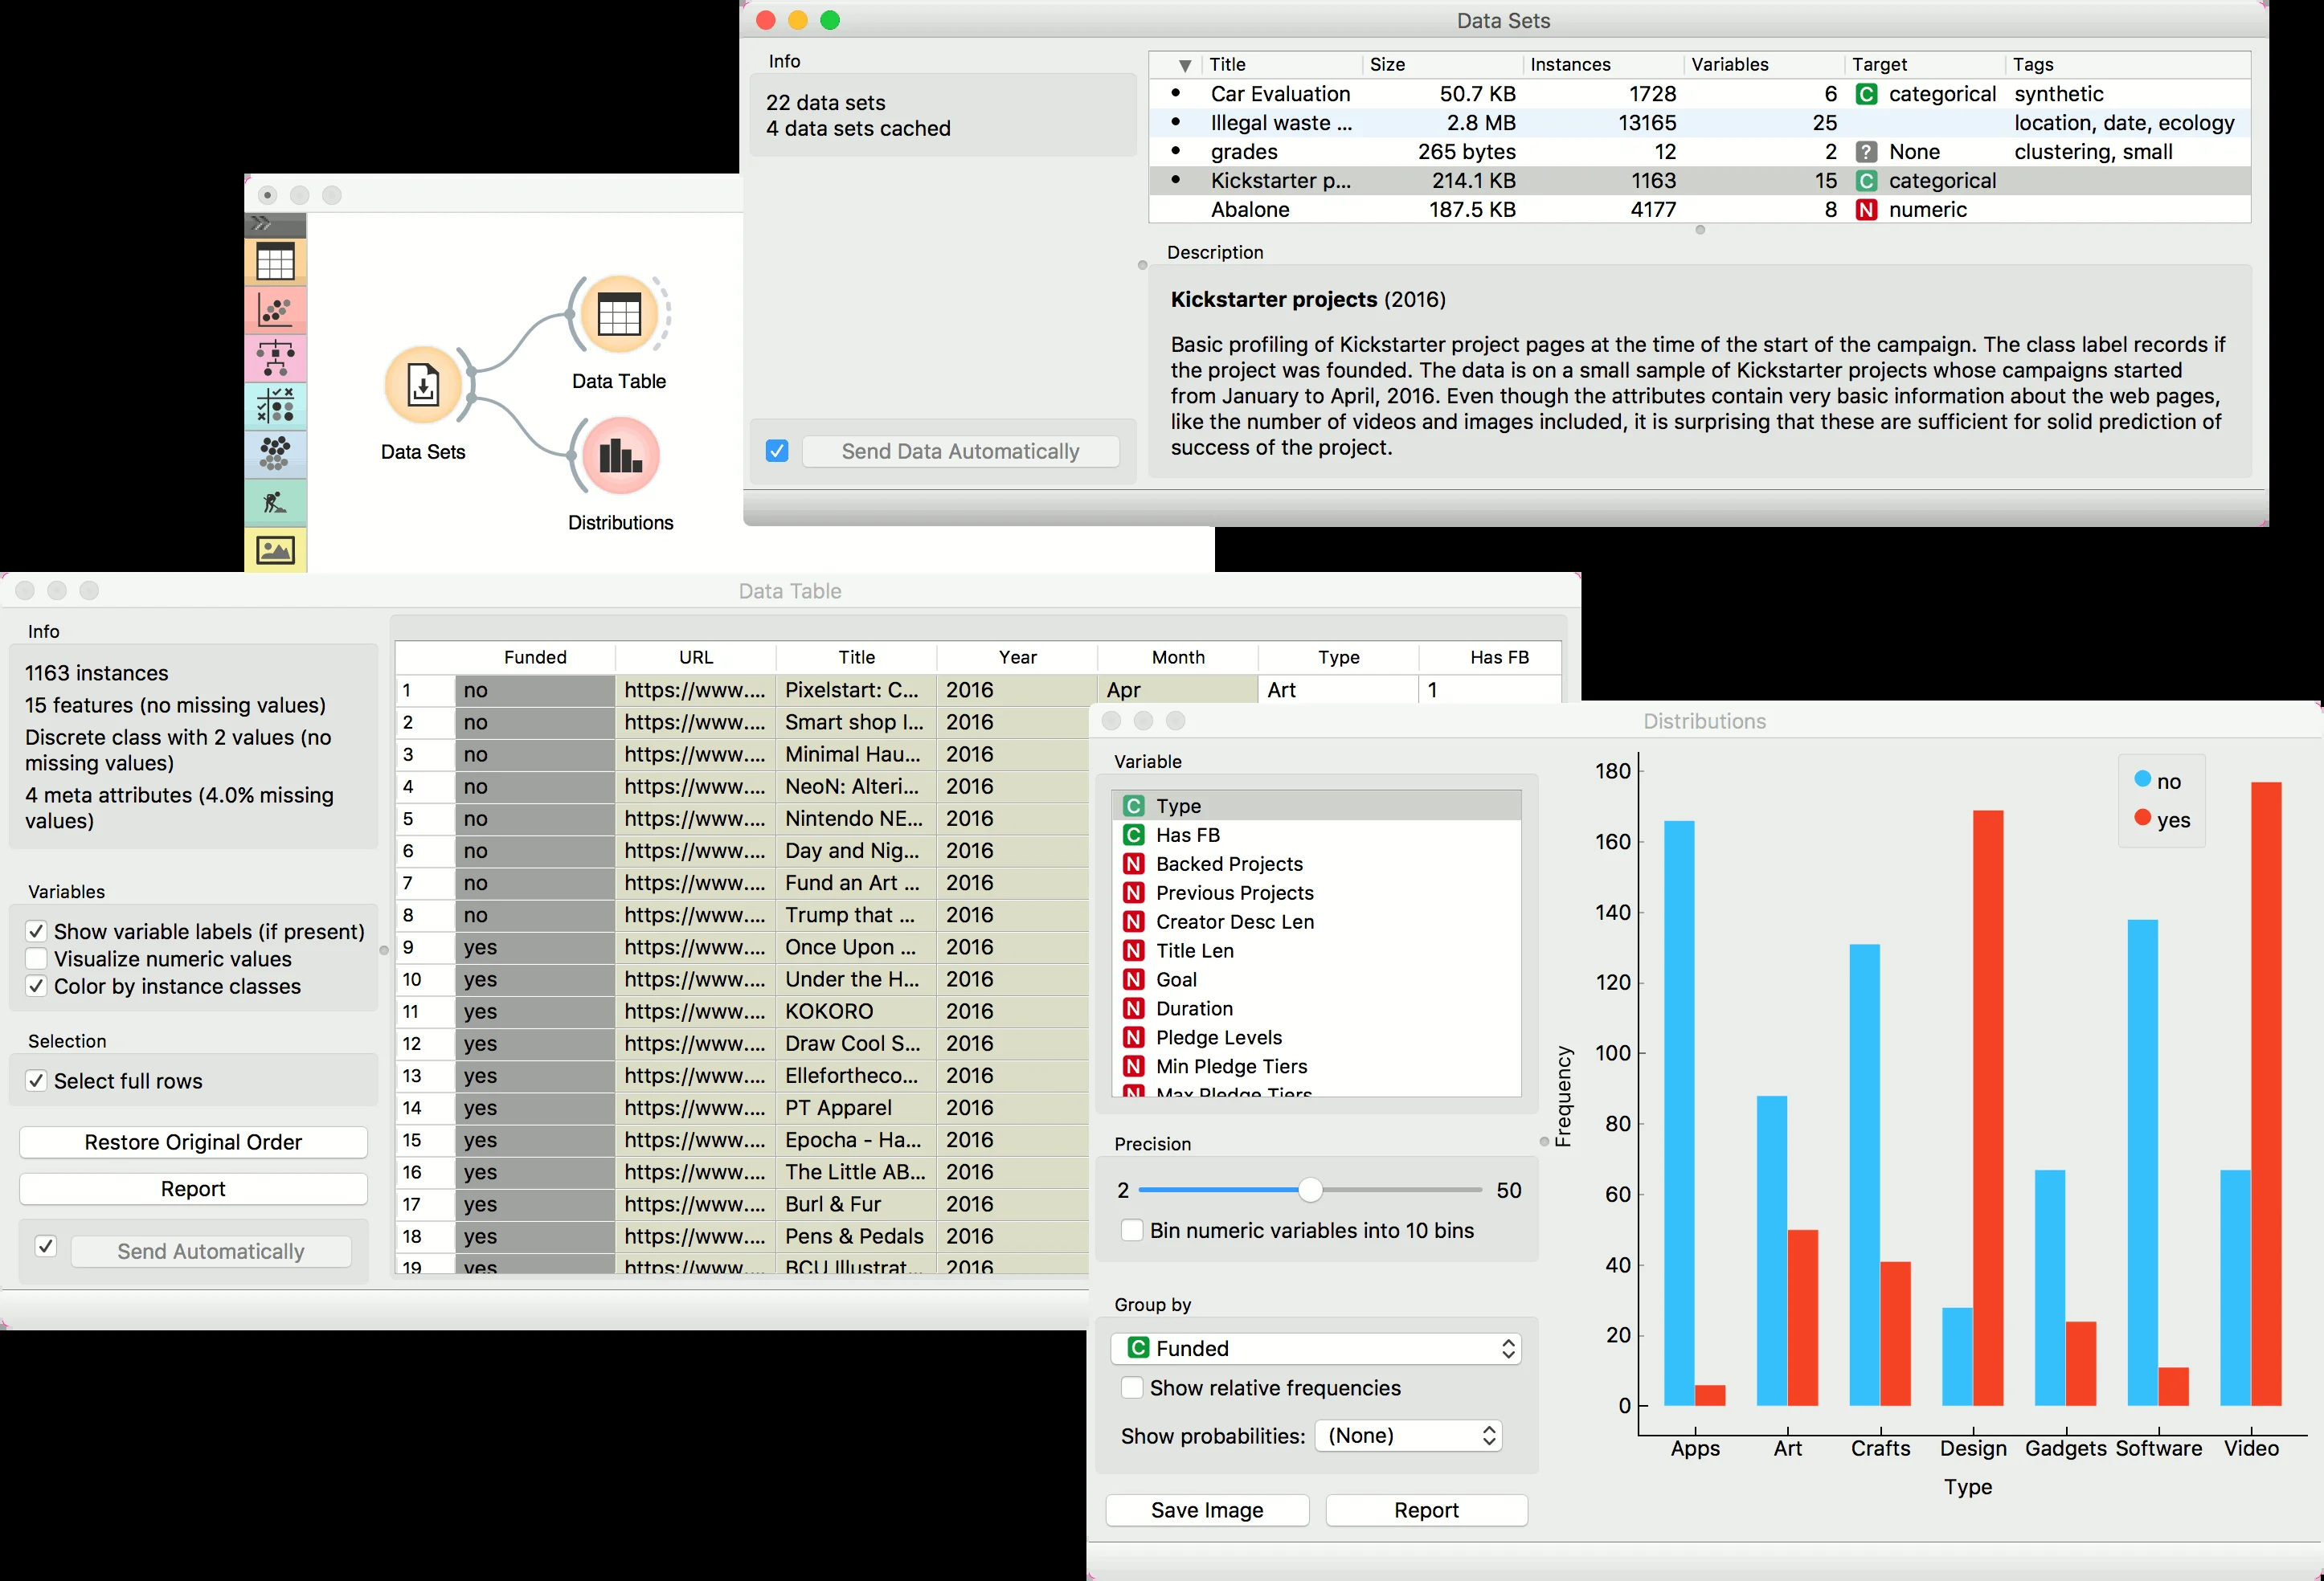 Data Sets
Info
22 data sets
4 data sets cached
Send Data Automatically
▼ Title Size Instances Variables Target Tags
• Car Evaluation 50.7 KB 1728 6 C categorical synthetic
• Illegal waste ... 2.8 MB 13165 25 location, date, ecology
• grades 265 bytes 12 2 ? None clustering, small
• Kickstarter p... 214.1 KB 1163 15 C categorical
Abalone 187.5 KB 4177 8 N numeric
Description
Kickstarter projects (2016)
Basic profiling of Kickstarter project pages at the time of the start of the campaign. The class label records if
the project was founded. The data is on a small sample of Kickstarter projects whose campaigns started
from January to April, 2016. Even though the attributes contain very basic information about the web pages,
like the number of videos and images included, it is surprising that these are sufficient for solid prediction of
success of the project.
Data Sets
Data Table
Distributions
Data Table
Info
1163 instances
15 features (no missing values)
Discrete class with 2 values (no
missing values)
4 meta attributes (4.0% missing
values)
Variables
Show variable labels (if present)
Visualize numeric values
Color by instance classes
Selection
Select full rows
Restore Original Order
Report
Send Automatically
Funded URL Title Year Month Type Has FB
1 no https://www.... Pixelstart: C... 2016 Apr Art 1
2 no https://www.... Smart shop I... 2016
3 no https://www.... Minimal Hau... 2016
4 no https://www.... NeoN: Alteri... 2016
5 no https://www.... Nintendo NE... 2016
6 no https://www.... Day and Nig... 2016
7 no https://www.... Fund an Art ... 2016
8 no https://www.... Trump that ... 2016
9 yes https://www.... Once Upon ... 2016
10 yes https://www.... Under the H... 2016
11 yes https://www.... KOKORO 2016
12 yes https://www.... Draw Cool S... 2016
13 yes https://www.... Ellefortheco... 2016
14 yes https://www.... PT Apparel 2016
15 yes https://www.... Epocha - Ha... 2016
16 yes https://www.... The Little AB... 2016
17 yes https://www.... Burl & Fur 2016
18 yes https://www.... Pens & Pedals 2016
19 yes https://www.... BCU Illustrat... 2016
Distributions
Variable
C Type
C Has FB
N Backed Projects
N Previous Projects
N Creator Desc Len
N Title Len
N Goal
N Duration
N Pledge Levels
N Min Pledge Tiers
N Max Pledge Tiers
Precision
2 50
Bin numeric variables into 10 bins
Group by
C Funded
Show relative frequencies
Show probabilities: (None)
Save Image Report
no
yes
180
160
140
120
100
80
60
40
20
0
Frequency
Apps Art Crafts Design Gadgets Software Video
Type